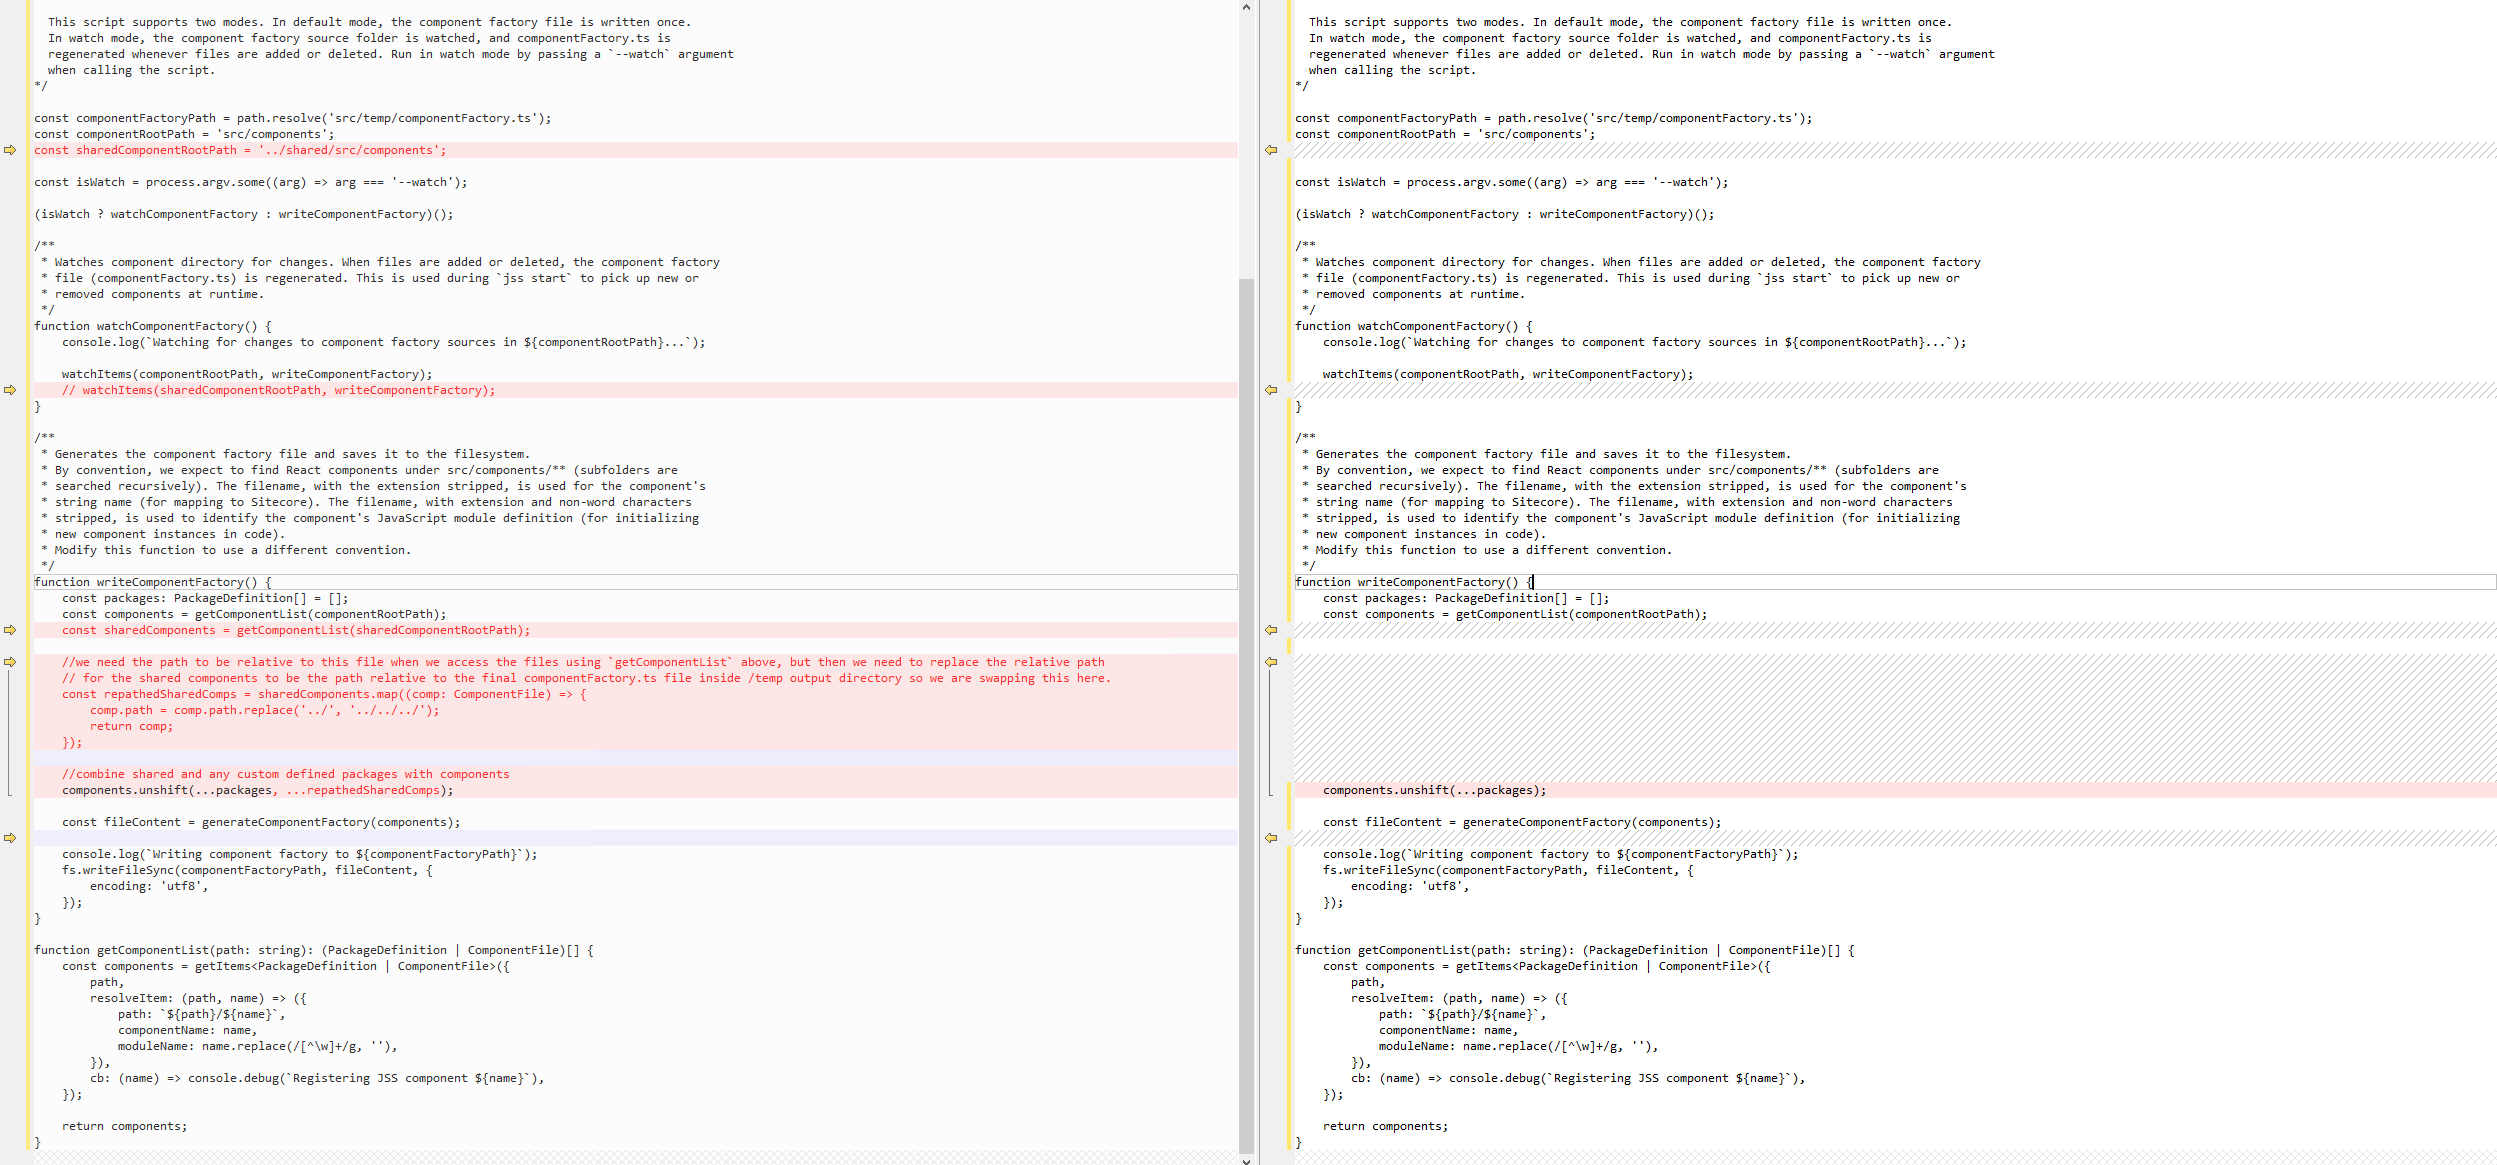 This script supports two modes. In default mode, the component factory file is written once.
In watch mode, the component factory source folder is watched, and componentFactory.ts is
regenerated whenever files are added or deleted. Run in watch mode by passing a `--watch` argument
when calling the script.
*/
const componentFactoryPath = path.resolve('src/temp/componentFactory.ts');
const componentRootPath = 'src/components';
const sharedComponentRootPath = '../shared/src/components';
const isWatch = process.argv.some((arg) => arg === '--watch');
(isWatch ? watchComponentFactory : writeComponentFactory)();
/**
* Watches component directory for changes. When files are added or deleted, the component factory
* file (componentFactory.ts) is regenerated. This is used during `jss start` to pick up new or
* removed components at runtime.
*/
function watchComponentFactory() {
console.log(`Watching for changes to component factory sources in ${componentRootPath}...`);
watchItems(componentRootPath, writeComponentFactory);
// watchItems(sharedComponentRootPath, writeComponentFactory);
}
/**
* Generates the component factory file and saves it to the filesystem.
* By convention, we expect to find React components under src/components/** (subfolders are
* searched recursively). The filename, with the extension stripped, is used for the component's
* string name (for mapping to Sitecore). The filename, with extension and non-word characters
* stripped, is used to identify the component's JavaScript module definition (for initializing
* new component instances in code).
* Modify this function to use a different convention.
*/
function writeComponentFactory() {
const packages: PackageDefinition[] = [];
const components = getComponentList(componentRootPath);
const sharedComponents = getComponentList(sharedComponentRootPath);
//we need the path to be relative to this file when we access the files using `getComponentList` above, but then we need to replace the relative path
// for the shared components to be the path relative to the final componentFactory.ts file inside /temp output directory so we are swapping this here.
const repathedSharedComps = sharedComponents.map((comp: ComponentFile) => {
comp.path = comp.path.replace('../', '../../../');
return comp;
});
//combine shared and any custom defined packages with components
components.unshift(...packages, ...repathedSharedComps);
const fileContent = generateComponentFactory(components);
console.log(`Writing component factory to ${componentFactoryPath}`);
fs.writeFileSync(componentFactoryPath, fileContent, {
encoding: 'utf8',
});
}
function getComponentList(path: string): (PackageDefinition | ComponentFile)[] {
const components = getItems<PackageDefinition | ComponentFile>({
path,
resolveItem: (path, name) => ({
path: `${path}/${name}`,
componentName: name,
moduleName: name.replace(/[^\w]+/g, ''),
}),
cb: (name) => console.debug(`Registering JSS component ${name}`),
});
return components;
}
This script supports two modes. In default mode, the component factory file is written once.
In watch mode, the component factory source folder is watched, and componentFactory.ts is
regenerated whenever files are added or deleted. Run in watch mode by passing a `--watch` argument
when calling the script.
*/
const componentFactoryPath = path.resolve('src/temp/componentFactory.ts');
const componentRootPath = 'src/components';
const isWatch = process.argv.some((arg) => arg === '--watch');
(isWatch ? watchComponentFactory : writeComponentFactory)();
/**
* Watches component directory for changes. When files are added or deleted, the component factory
* file (componentFactory.ts) is regenerated. This is used during `jss start` to pick up new or
* removed components at runtime.
*/
function watchComponentFactory() {
console.log(`Watching for changes to component factory sources in ${componentRootPath}...`);
watchItems(componentRootPath, writeComponentFactory);
}
/**
* Generates the component factory file and saves it to the filesystem.
* By convention, we expect to find React components under src/components/** (subfolders are
* searched recursively). The filename, with the extension stripped, is used for the component's
* string name (for mapping to Sitecore). The filename, with extension and non-word characters
* stripped, is used to identify the component's JavaScript module definition (for initializing
* new component instances in code).
* Modify this function to use a different convention.
*/
function writeComponentFactory() {
const packages: PackageDefinition[] = [];
const components = getComponentList(componentRootPath);
components.unshift(...packages);
const fileContent = generateComponentFactory(components);
console.log(`Writing component factory to ${componentFactoryPath}`);
fs.writeFileSync(componentFactoryPath, fileContent, {
encoding: 'utf8',
});
}
function getComponentList(path: string): (PackageDefinition | ComponentFile)[] {
const components = getItems<PackageDefinition | ComponentFile>({
path,
resolveItem: (path, name) => ({
path: `${path}/${name}`,
componentName: name,
moduleName: name.replace(/[^\w]+/g, ''),
}),
cb: (name) => console.debug(`Registering JSS component ${name}`),
});
return components;
}